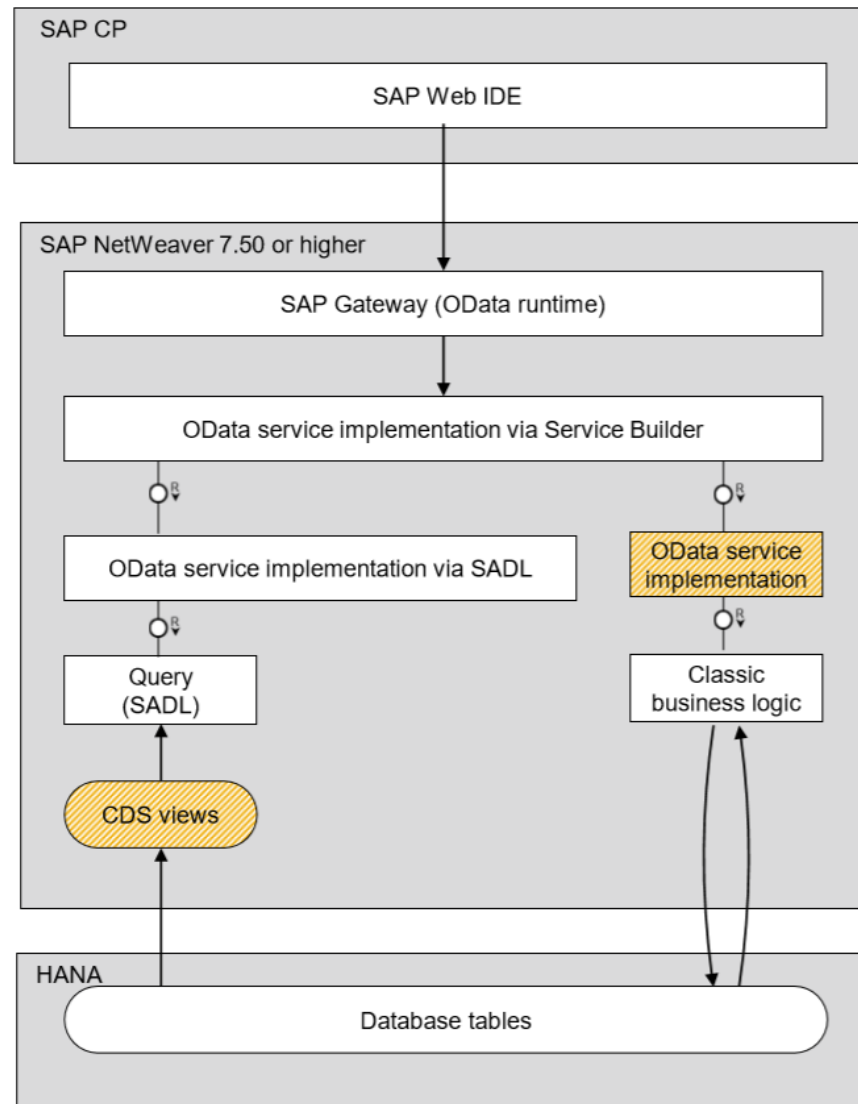 SAP CP
SAP Web IDE
SAP NetWeaver 7.50 or higher
SAP Gateway (OData runtime)
OData service implementation via Service Builder
R
R
OData service implementation via SADL
OData service
implementation
R
R
Query
(SADL)
Classic
business logic
CDS views
HANA
Database tables